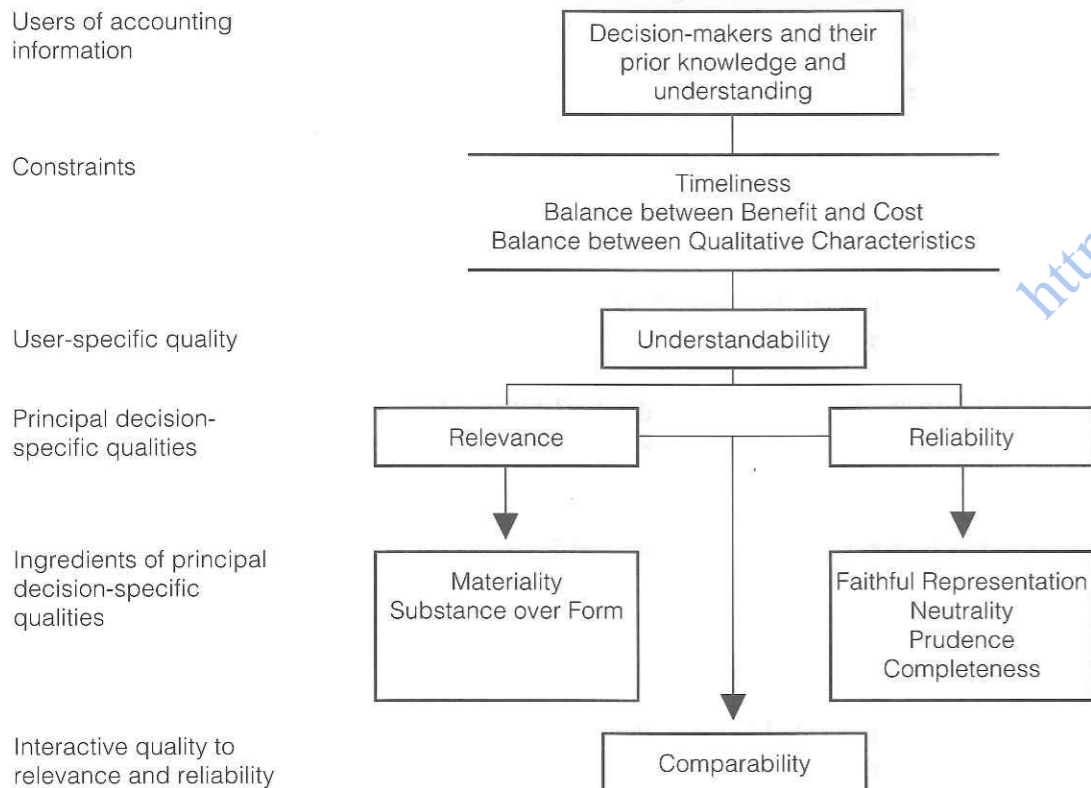 Users of accounting
information
Decision-makers and their
prior knowledge and
understanding
Constraints
Timeliness
Balance between Benefit and Cost
Balance between Qualitative Characteristics
User-specific quality
Understandability
Principal decision-
specific qualities
Relevance
Reliability
Ingredients of principal
decision-specific
qualities
Materiality
Substance over Form
Faithful Representation
Neutrality
Prudence
Completeness
Interactive quality to
relevance and reliability
Comparability